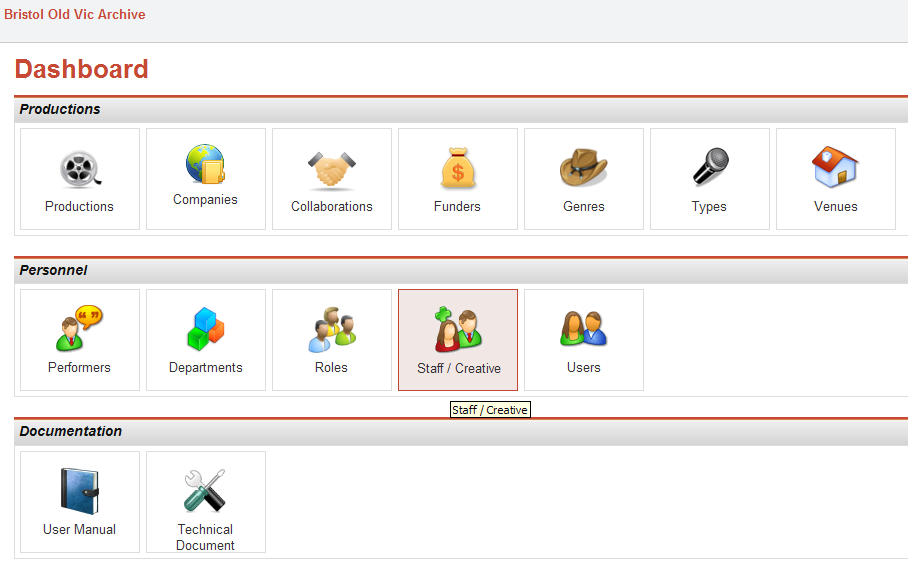 Bristol Old Vic Archive
Dashboard
Productions
Productions
Companies
Collaborations
Funders
Genres
Types
Venues
Personnel
Performers
Departments
Roles
Staff / Creative
Users
Staff / Creative
Documentation
User Manual
Technical
Document